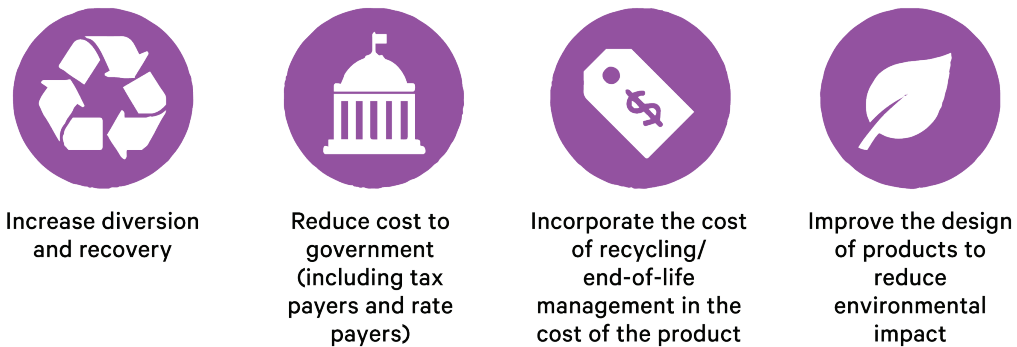 $
Increase diversion
and recovery
Reduce cost to
government
(including tax
payers and rate
payers)
Incorporate the cost
of recycling/
end-of-life
management in the
cost of the product
Improve the design
of products to
reduce
environmental
impact